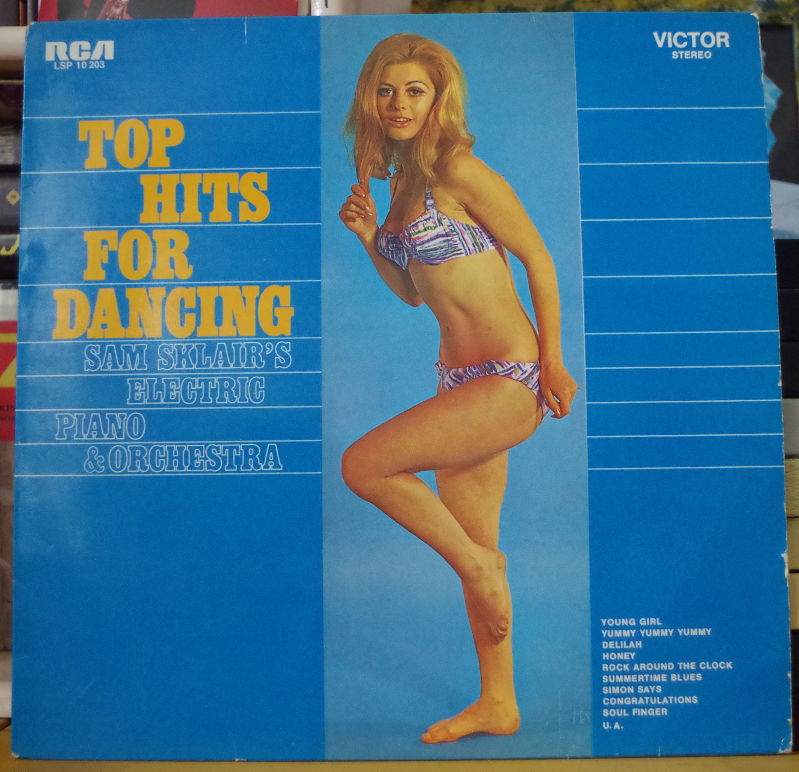 RCA
LSP 10 203
VICTOR
STEREO
TOP
HITS
FOR
DANCING
SAM SKLAIR'S
ELECTRIC
PIANO
& ORCHESTRA
YOUNG GIRL
YUMMY YUMMY YUMMY
DELILAH
HONEY
ROCK AROUND THE CLOCK
SUMMERTIME BLUES
SIMON SAYS
CONGRATULATIONS
SOUL FINGER
U.A.